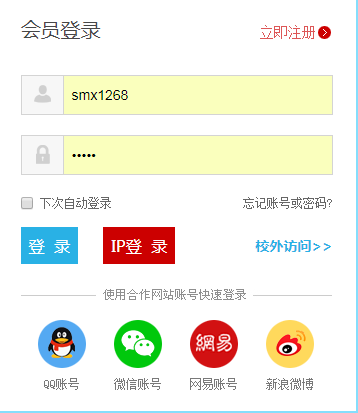 会员登录
立即注册
smx1268
•••••
下次自动登录
忘记账号或密码?
登 录
IP登 录
校外访问>>
使用合作网站账号快速登录
網易
QQ账号
微信账号
网易账号
新浪微博